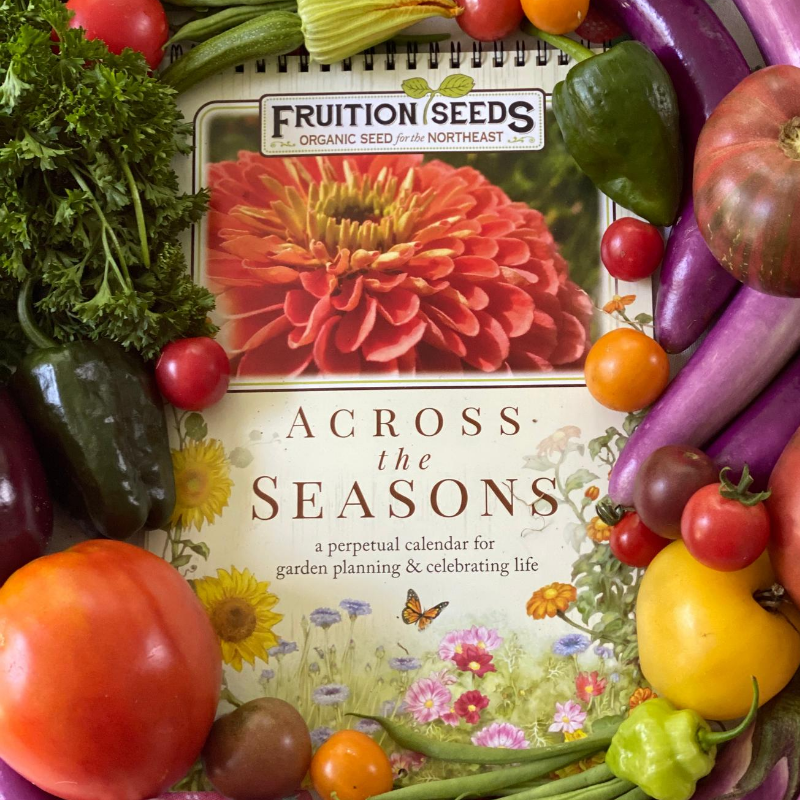 FRUITION SEEDS
ORGANIC SEED for the NORTHEAST
ACROSS
the
SEASONS
a perpetual calendar for
garden planning & celebrating life